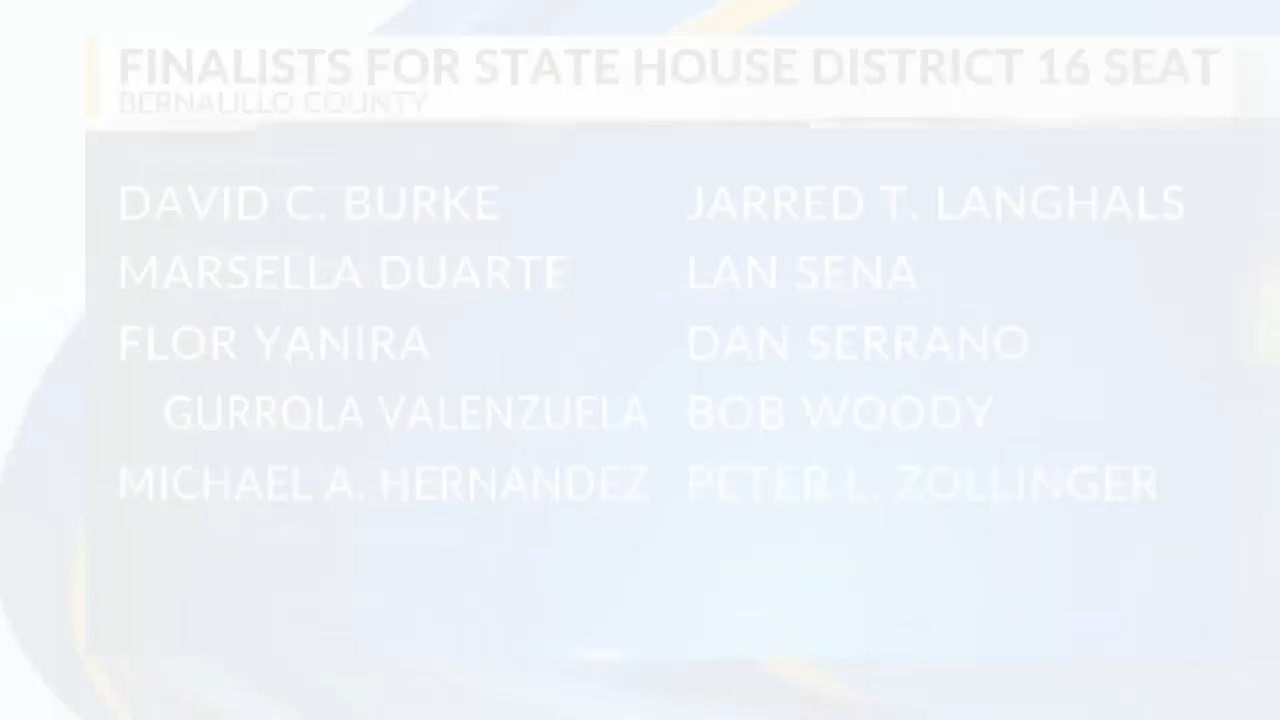 FINALISTS FOR STATE HOUSE DISTRICT 16 SEAT
BERNALILLO COUNTY
DAVID C. BURKE
MARSELLA DUARTE
FLOR YANIRA
GURROLA VALENZUELA
MICHAEL A. HERNANDEZ
JARRED T. LANGHALS
LAN SENA
DAN SERRANO
BOB WOODY
PETER L. ZOLLINGER